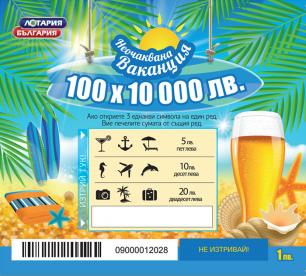 ЛОТАРИЯ
БЪЛГАРИЯ
Неочаквана
Ваканция
100 x 10 000 ЛВ.
Ако откриете 3 еднакви символа на един ред,
Вие печелите сумата от същия ред.
ИЗТРИЙ ТУК!
5 лв.
пет лева
10лв.
десет лева
20 лв.
двадесет лева
09000012028
НЕ ИЗТРИВАЙ!
1 лв.